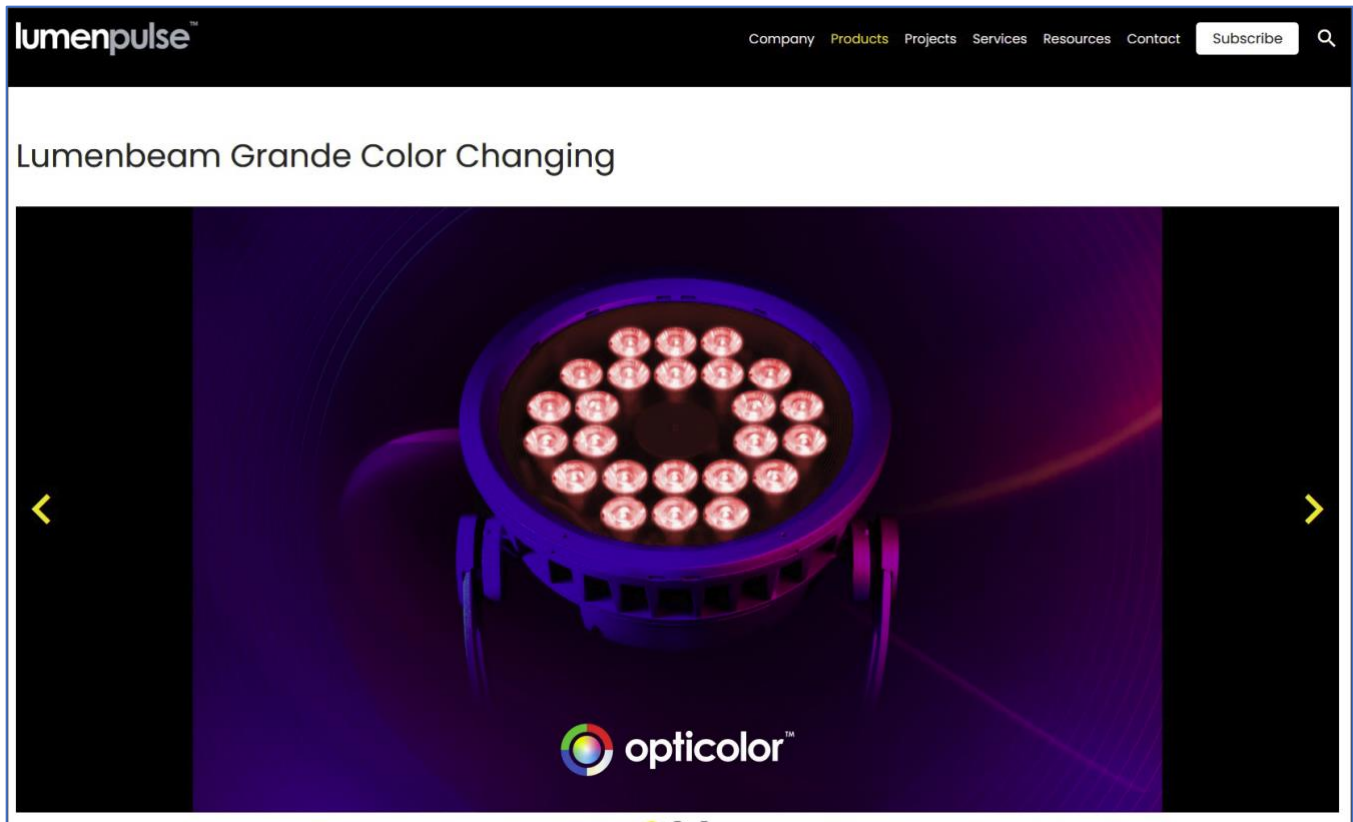 lumenpulse™
Company Products Projects Services Resources Contact Subscribe
Lumenbeam Grande Color Changing
opticolor™